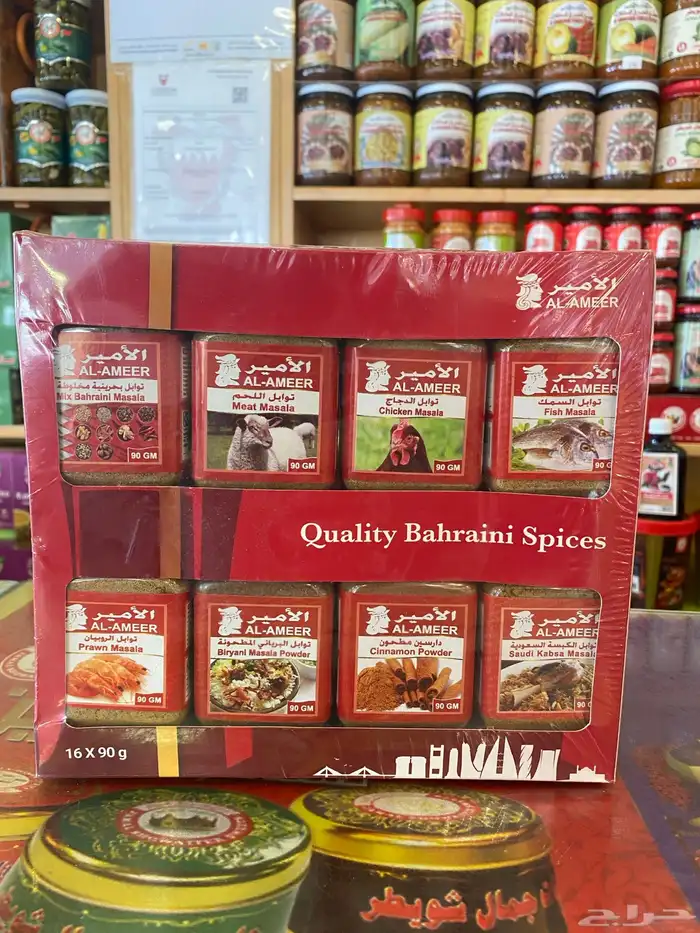 الأمير
AL-AMEER
الأمير
AL-AMEER
توابل بحرينية مخلوطة
Mix Bahraini Masala
90 GM
الأمير
AL-AMEER
توابل اللحم
Meat Masala
90 GM
الأمير
AL-AMEER
توابل الدجاج
Chicken Masala
90 GM
الأمير
AL-AMEER
توابل السمك
Fish Masala
90 G
Quality Bahraini Spices
الأمير
AL-AMEER
توابل الروبيان
Prawn Masala
90 GM
الأمير
AL-AMEER
توابل البرياني المطحونة
Biryani Masala Powder
90 GM
الأمير
AL-AMEER
دارسين مطحون
Cinnamon Powder
90 GM
الأمير
AL-AMEER
توابل الكبسة السعودية
Saudi Kabsa Masala
90 G
16 X 90 g
اجمال شويطر
حراج